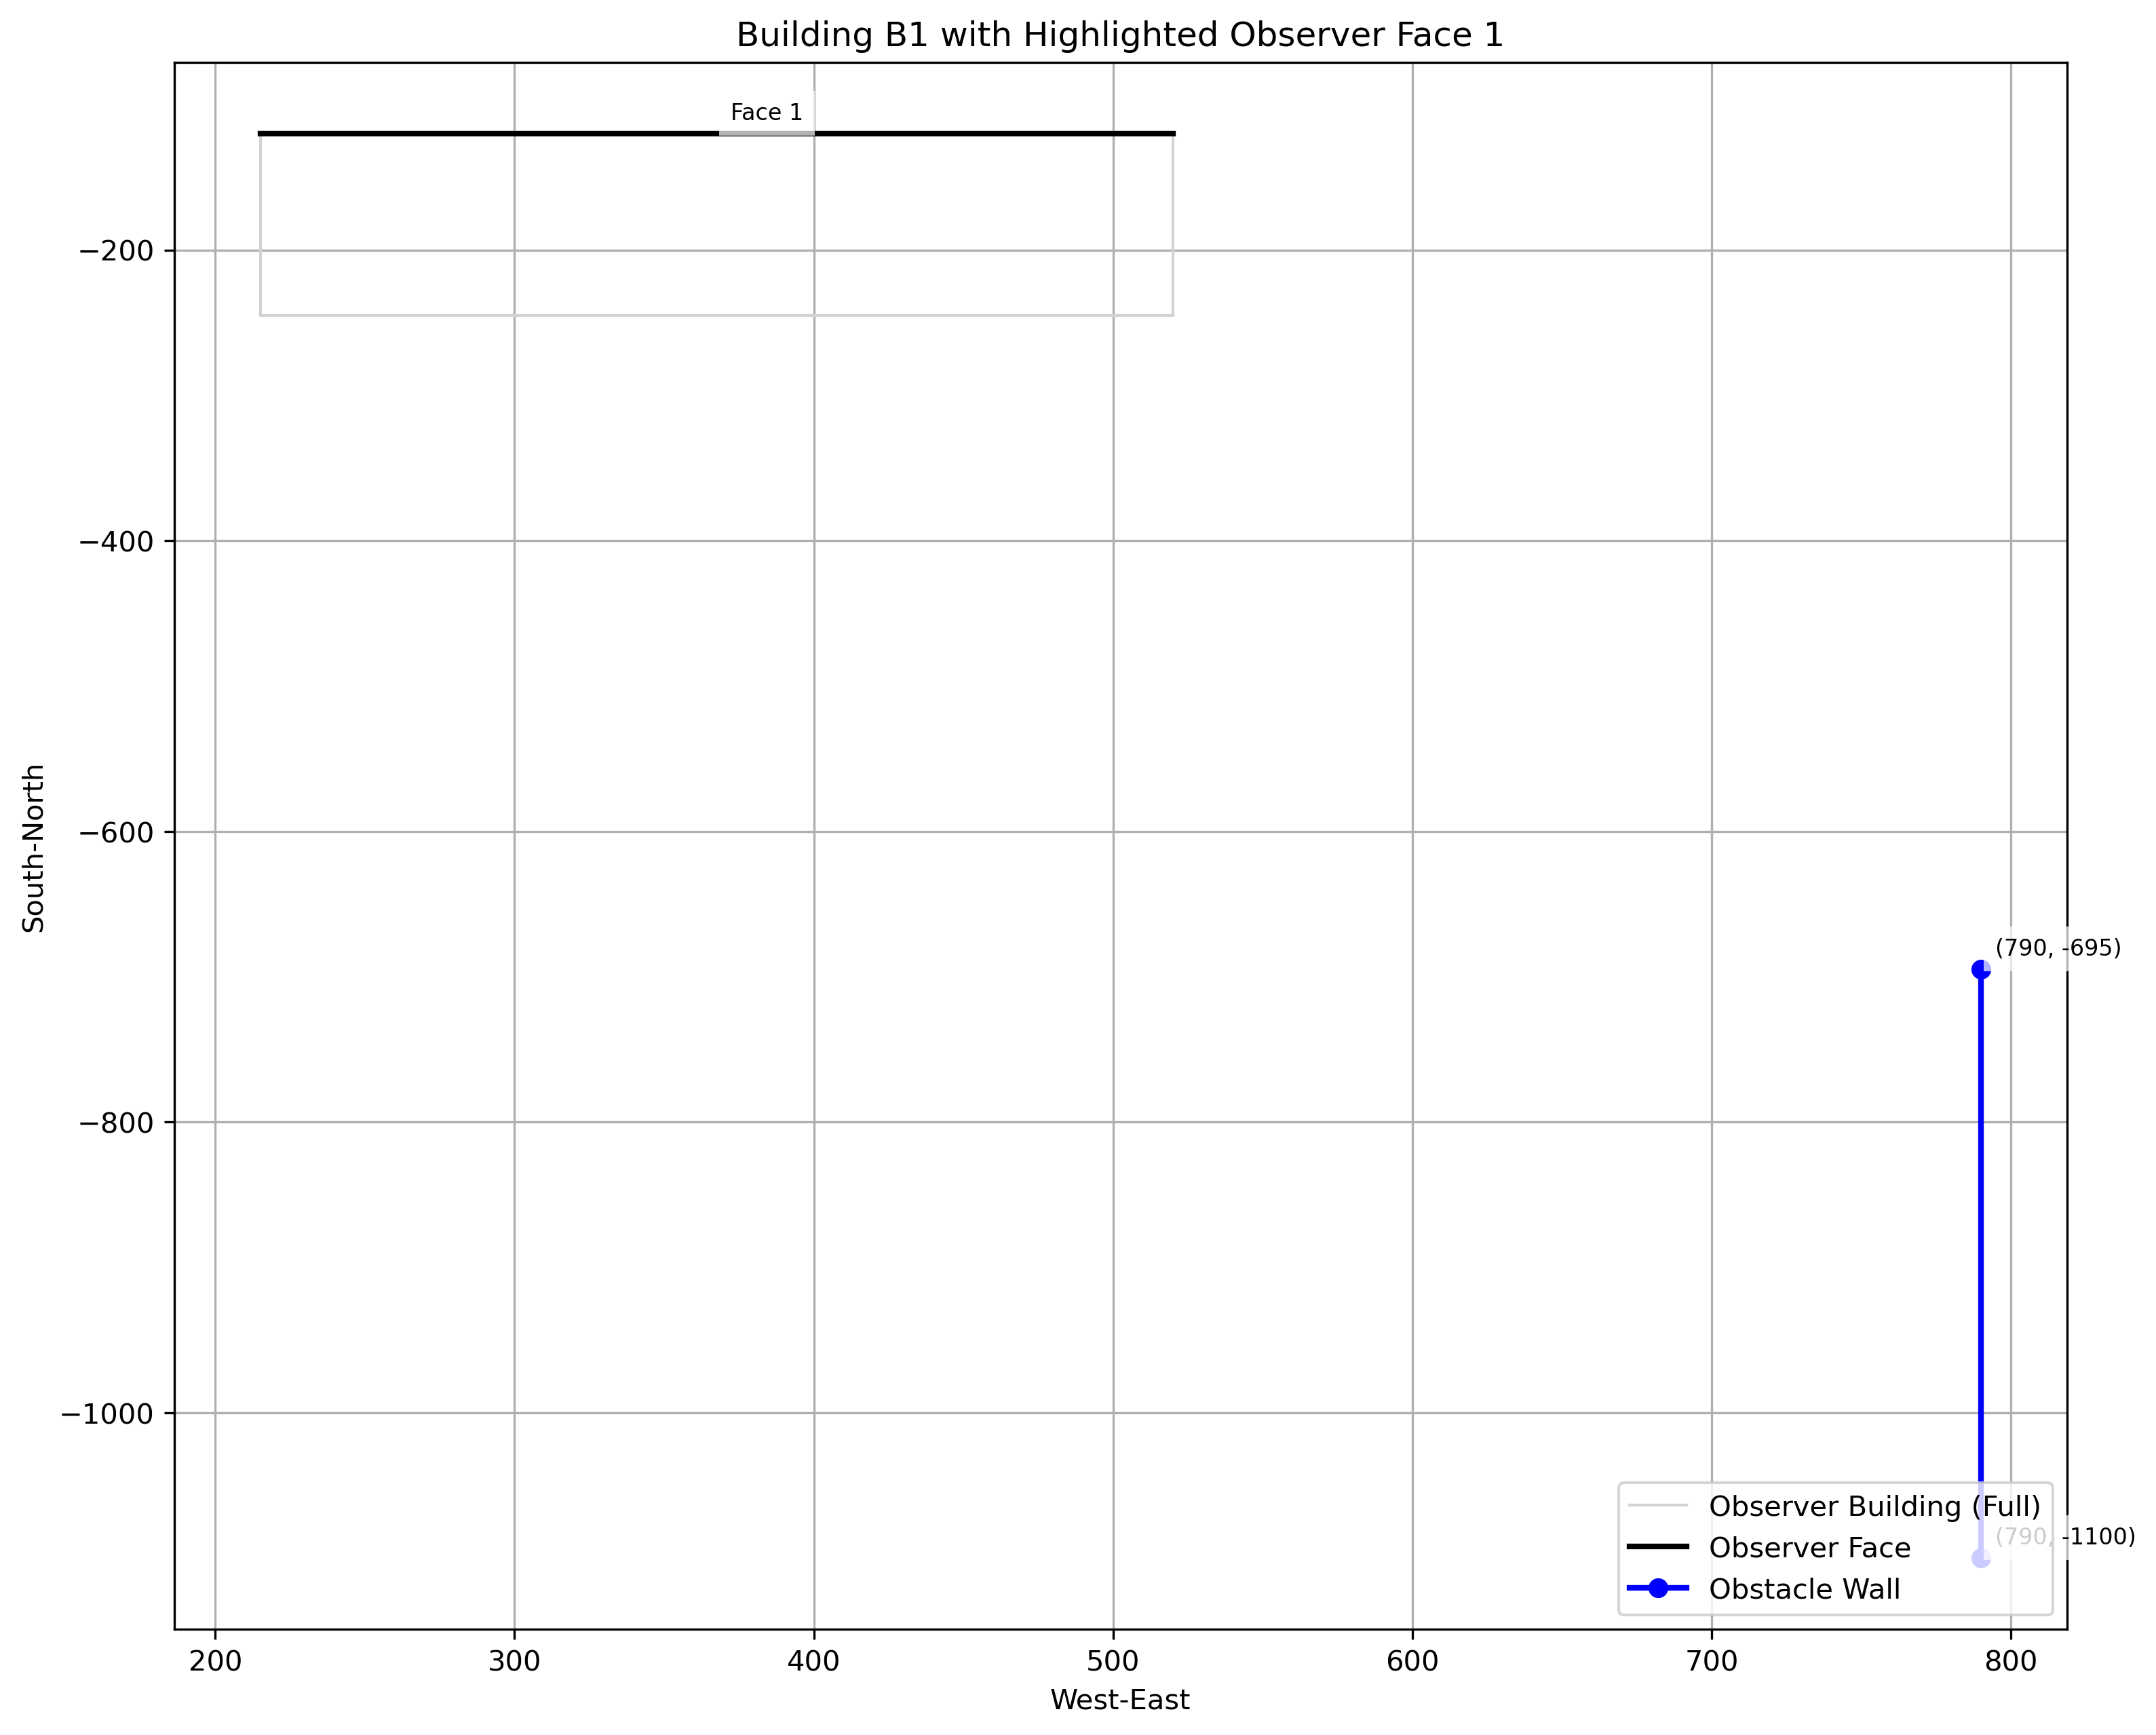 Building B1 with Highlighted Observer Face 1
Face 1
−200
−400
−600
−800
−1000
South-North
(790, -695)
(790, -1100)
Observer Building (Full)
Observer Face
Obstacle Wall
200
300
400
500
600
700
800
West-East